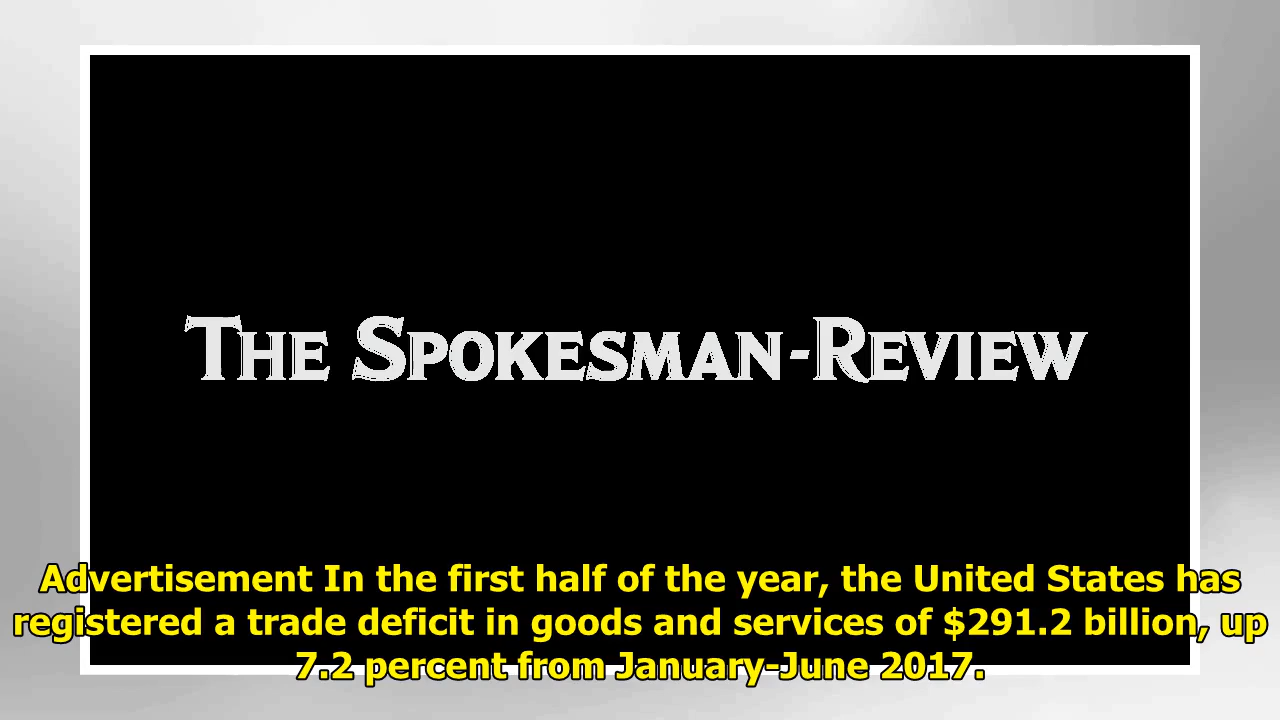 THE SPOKESMAN-REVIEW
Advertisement In the first half of the year, the United States has
registered a trade deficit in goods and services of $291.2 billion, up
7.2 percent from January-June 2017.